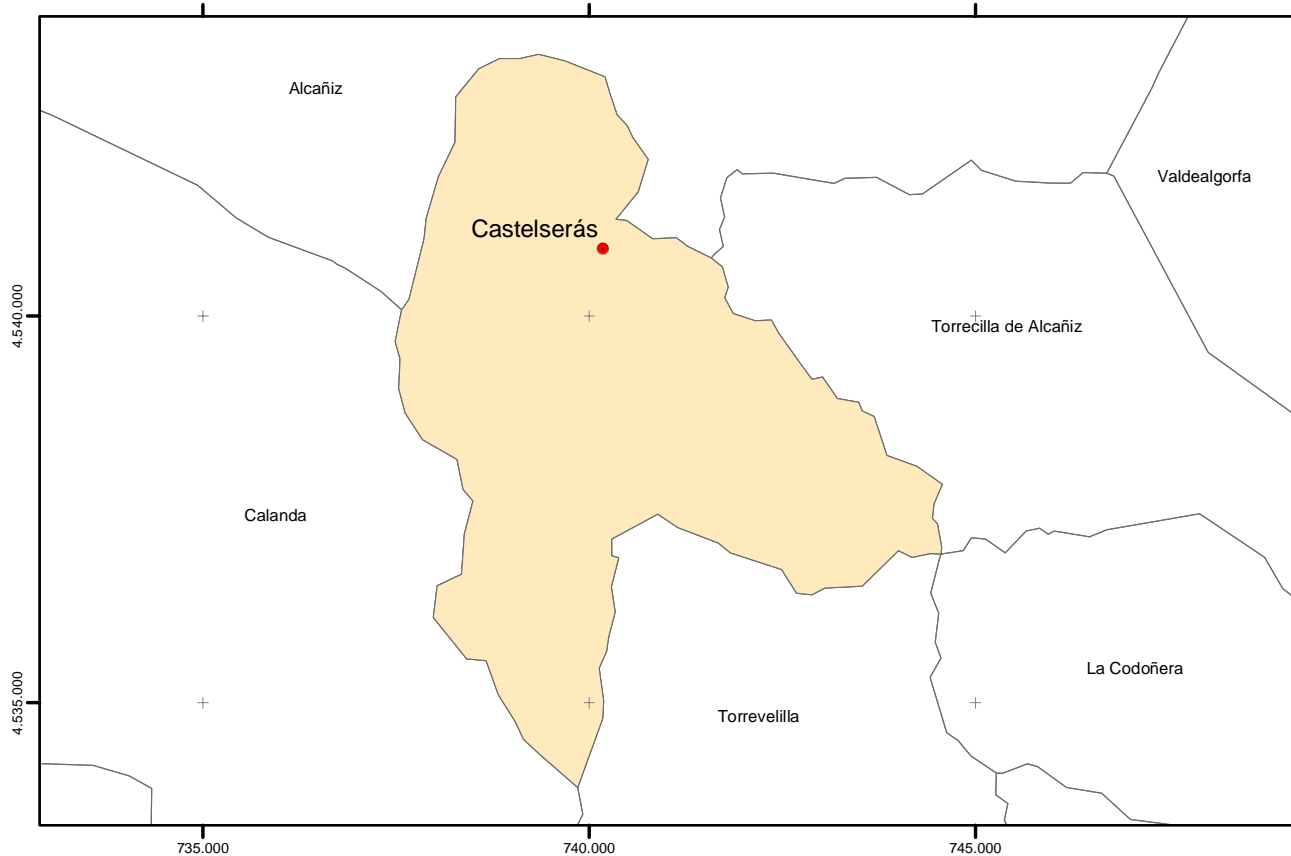 Alcañiz
Valdealgorfa
Castelserás
4.540.000
Torrecilla de Alcañiz
Calanda
La Codoñera
4.535.000
Torrevelilla
735.000
740.000
745.000